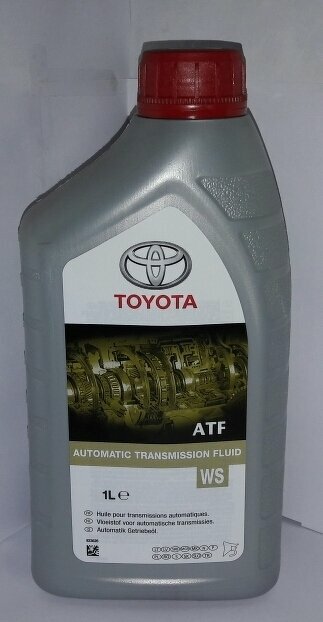 TOYOTA
ATF
AUTOMATIC TRANSMISSION FLUID
WS
1L ℮
Huile pour transmissions automatiques.
Vloeistof voor automatische transmissies.
Automatik Getriebeöl.